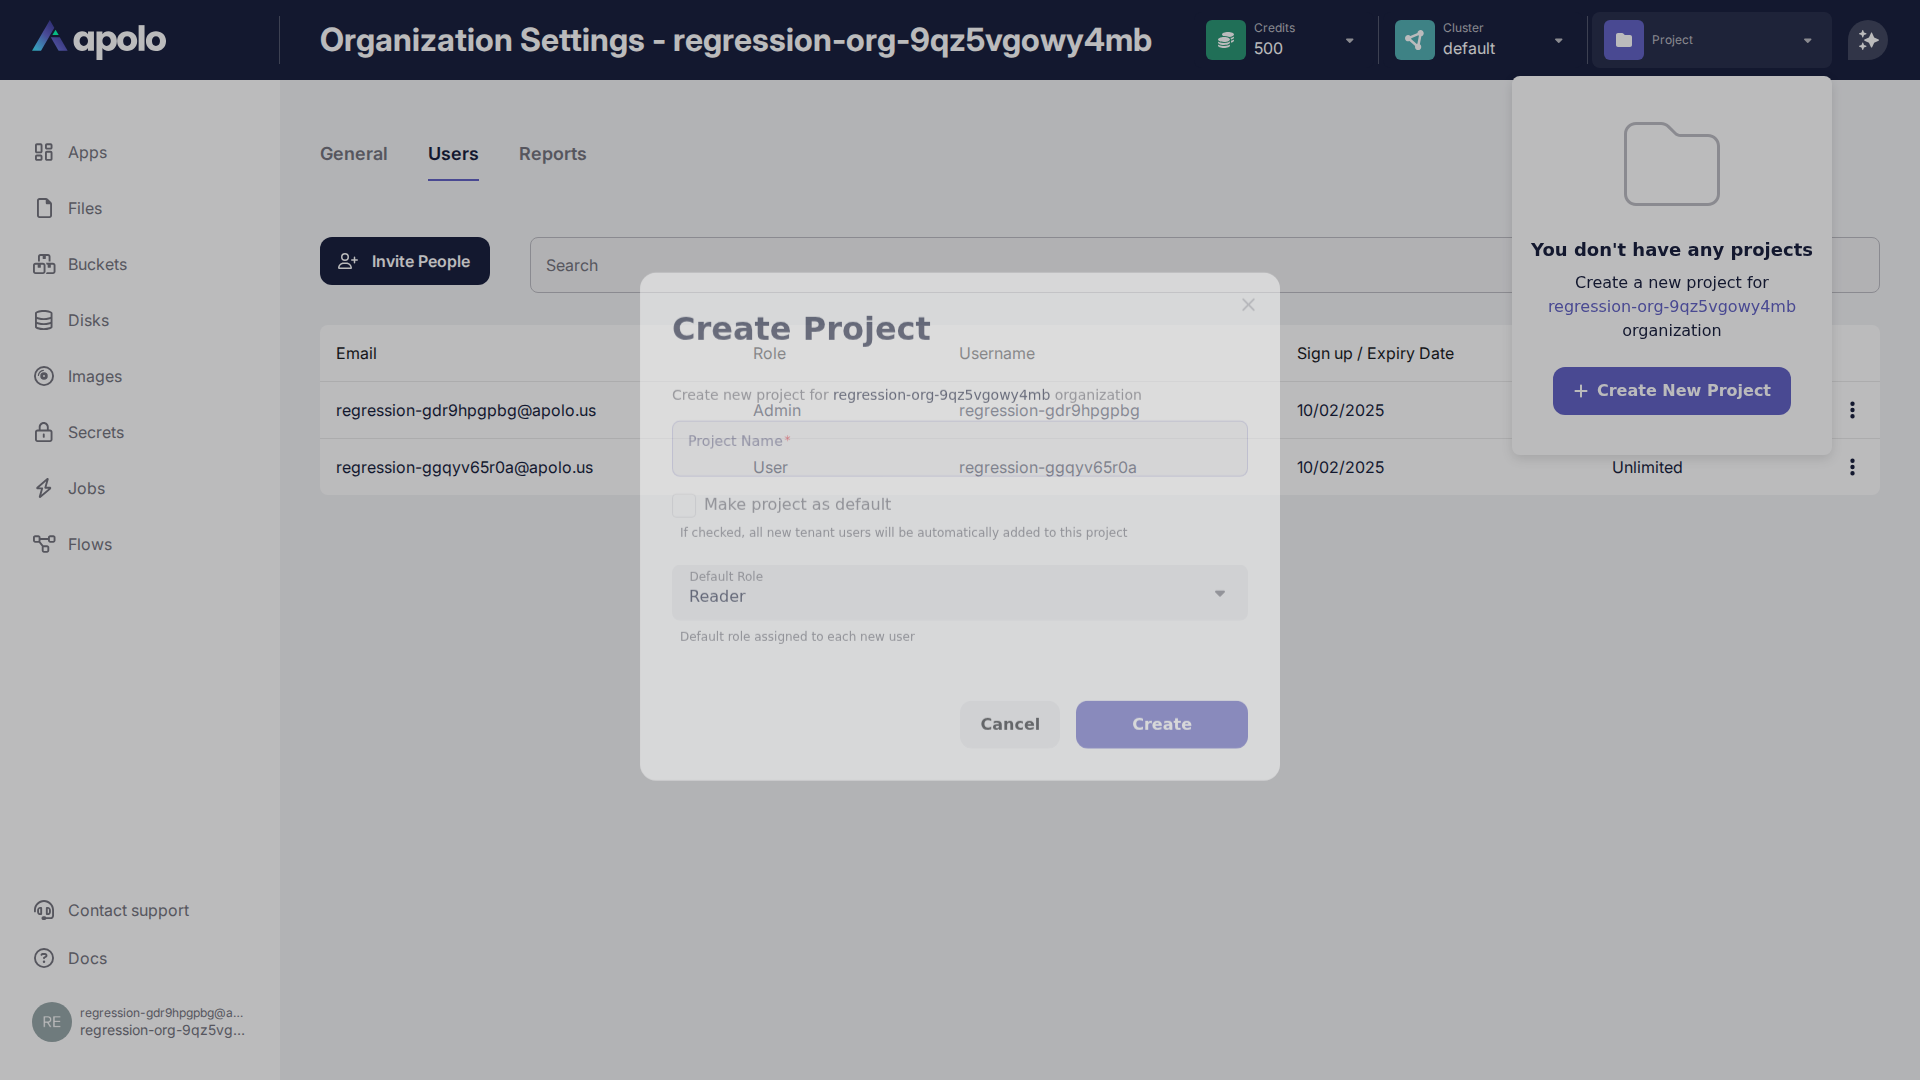 apolo
Organization Settings - regression-org-9qz5vgowy4mb
Credits
500
Cluster
default
Project
Apps
Files
Buckets
Disks
Images
Secrets
Jobs
Flows
Contact support
Docs
RE
regression-gdr9hpgpbg@a...
regression-org-9qz5vg...
General
Users
Reports
Invite People
Search
Email
Role
Username
Sign up / Expiry Date
regression-gdr9hpgpbg@apolo.us
Admin
regression-gdr9hpgpbg
10/02/2025
regression-ggqyv65r0a@apolo.us
User
regression-ggqyv65r0a
10/02/2025
Unlimited
You don't have any projects
Create a new project for
regression-org-9qz5vgowy4mb
organization
Create New Project
Create Project
Create new project for regression-org-9qz5vgowy4mb organization
Project Name*
Make project as default
If checked, all new tenant users will be automatically added to this project
Default Role
Reader
Default role assigned to each new user
Cancel
Create